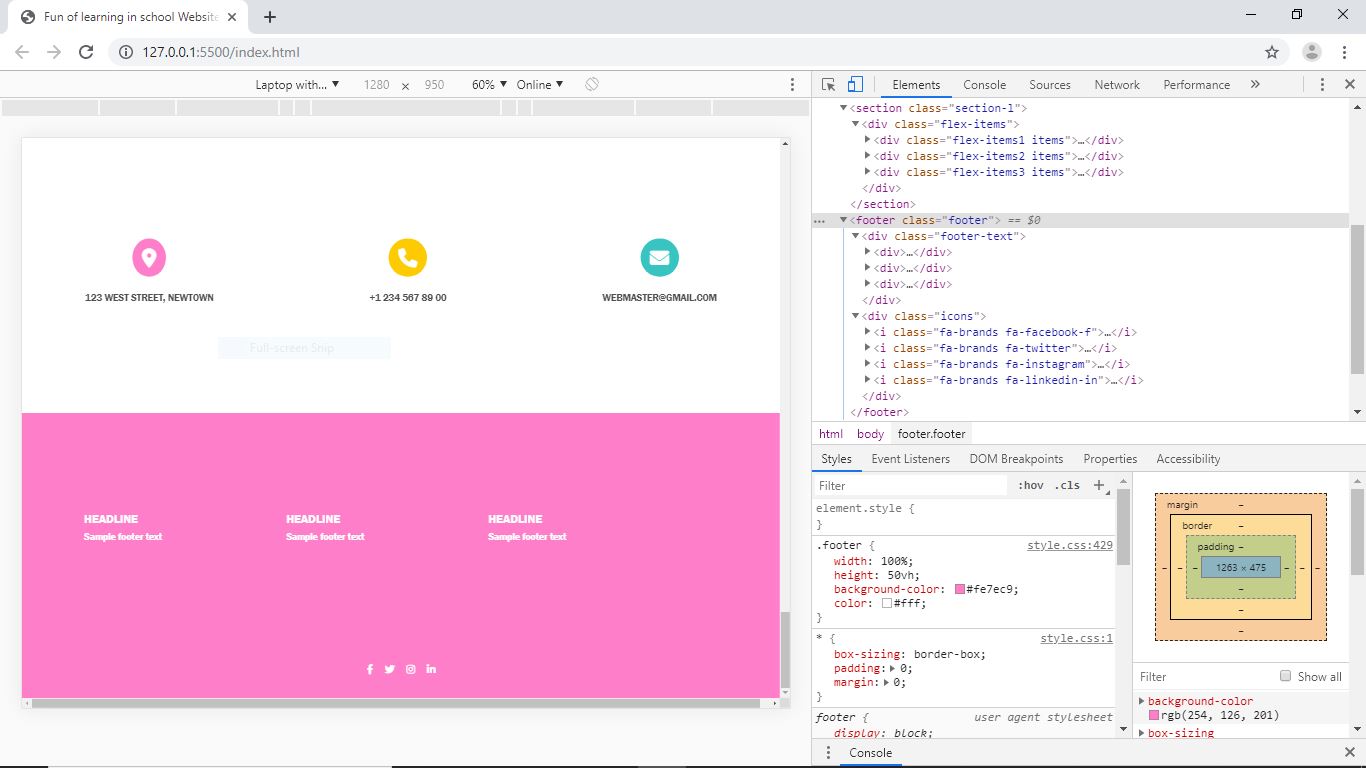 Fun of learning in school Website
127.0.0.1:5500/index.html
Laptop with... ▼ 1280 × 950 60% ▼ Online ▼
123 WEST STREET, NEWTOWN
+1 234 567 89 00
WEBMASTER@GMAIL.COM
Full-screen Snip
HEADLINE HEADLINE HEADLINE
Sample footer text Sample footer text Sample footer text
Elements Console Sources Network Performance »
▼<section class="section-l">
▼<div class="flex-items">
▶<div class="flex-items1 items">…</div>
▶<div class="flex-items2 items">…</div>
▶<div class="flex-items3 items">…</div>
</div>
</section>
… ▼<footer class="footer"> == $0
▼<div class="footer-text">
▶<div>…</div>
▶<div>…</div>
▶<div>…</div>
</div>
▼<div class="icons">
▶<i class="fa-brands fa-facebook-f">…</i>
▶<i class="fa-brands fa-twitter">…</i>
▶<i class="fa-brands fa-instagram">…</i>
▶<i class="fa-brands fa-linkedin-in">…</i>
</div>
</footer>
html body footer.footer
Styles Event Listeners DOM Breakpoints Properties Accessibility
Filter :hov .cls +
element.style {
}
.footer { style.css:429
width: 100%;
height: 50vh;
background-color: #fe7ec9;
color: #fff;
}
* { style.css:1
box-sizing: border-box;
padding:▶ 0;
margin:▶ 0;
}
footer { user agent stylesheet
display: block;
margin –
border –
padding –
– – – 1263 × 475 – – –
–
–
–
Filter Show all
▶ background-color
rgb(254, 126, 201)
▶ box-sizing
Console